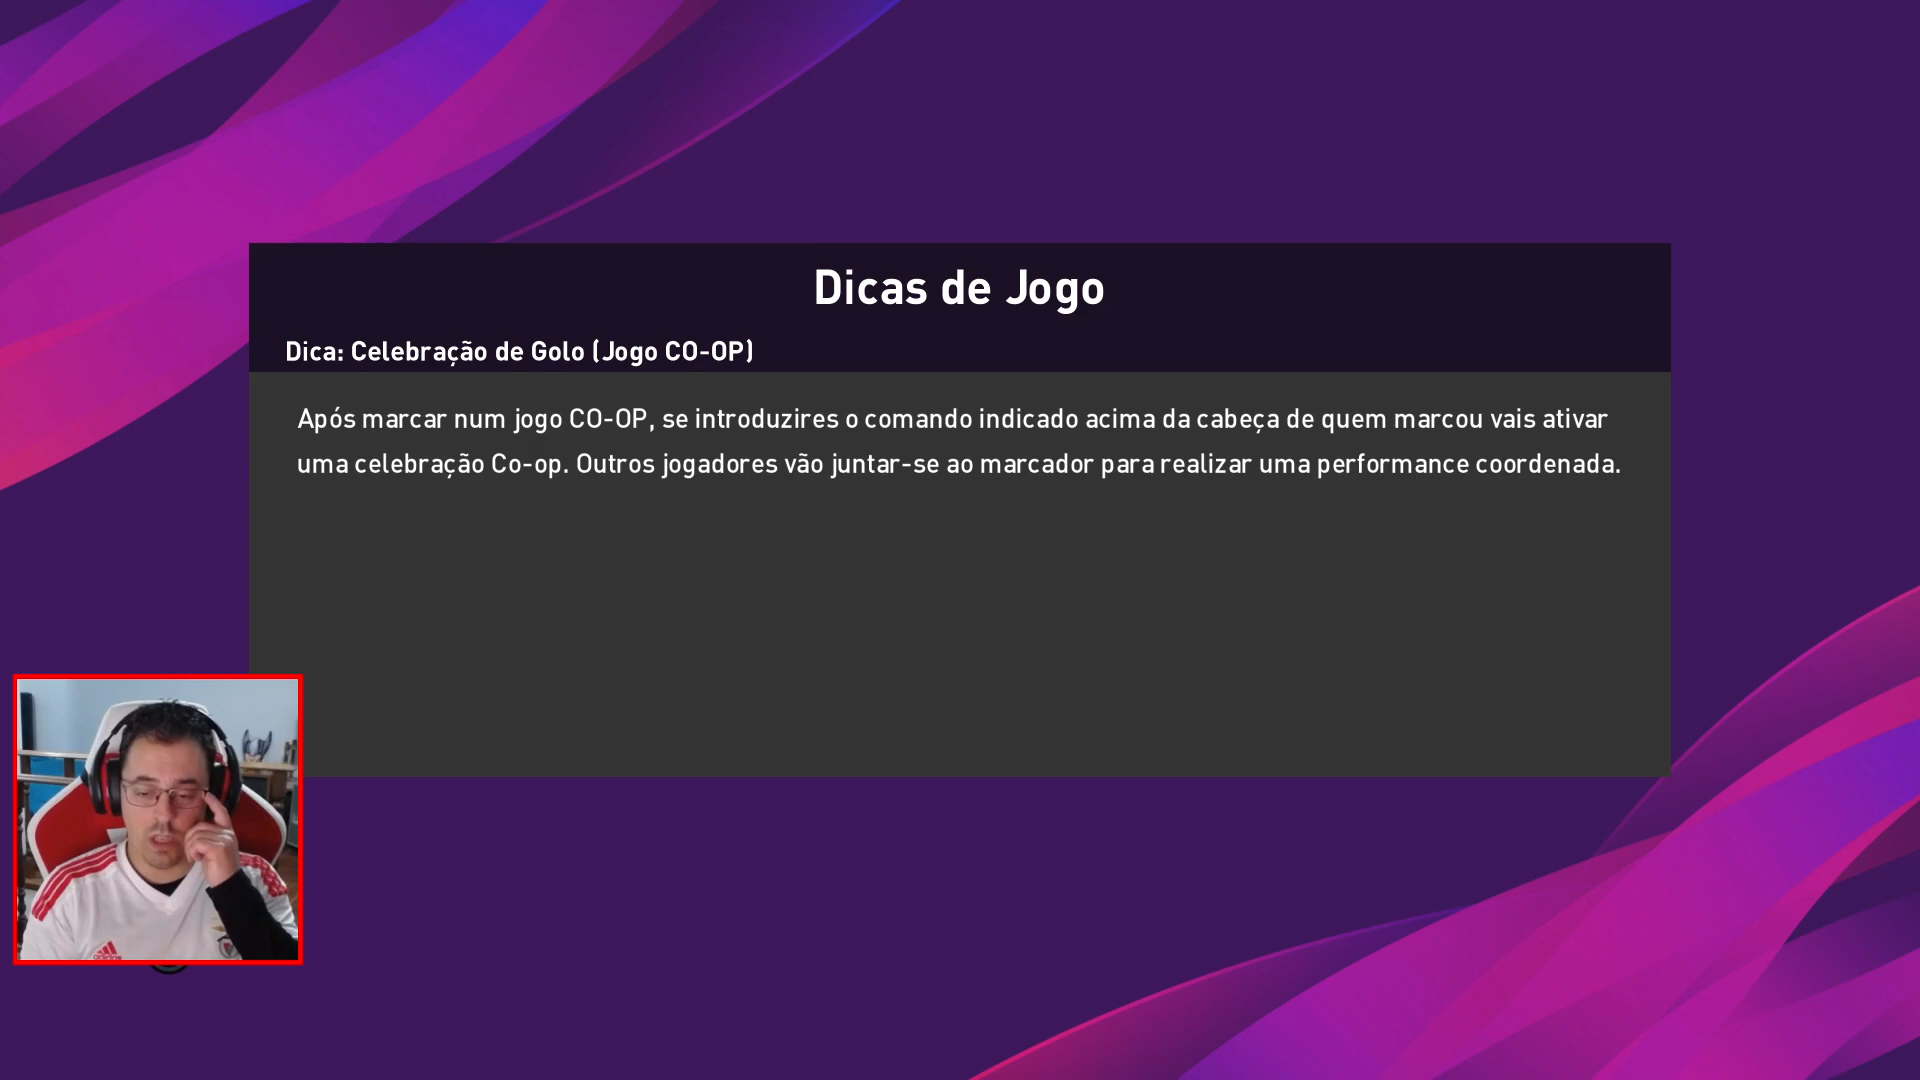 Dicas de Jogo
Dica: Celebração de Golo (Jogo CO-OP)
Após marcar num jogo CO-OP, se introduzires o comando indicado acima da cabeça de quem marcou vais ativar
uma celebração Co-op. Outros jogadores vão juntar-se ao marcador para realizar uma performance coordenada.
adidas